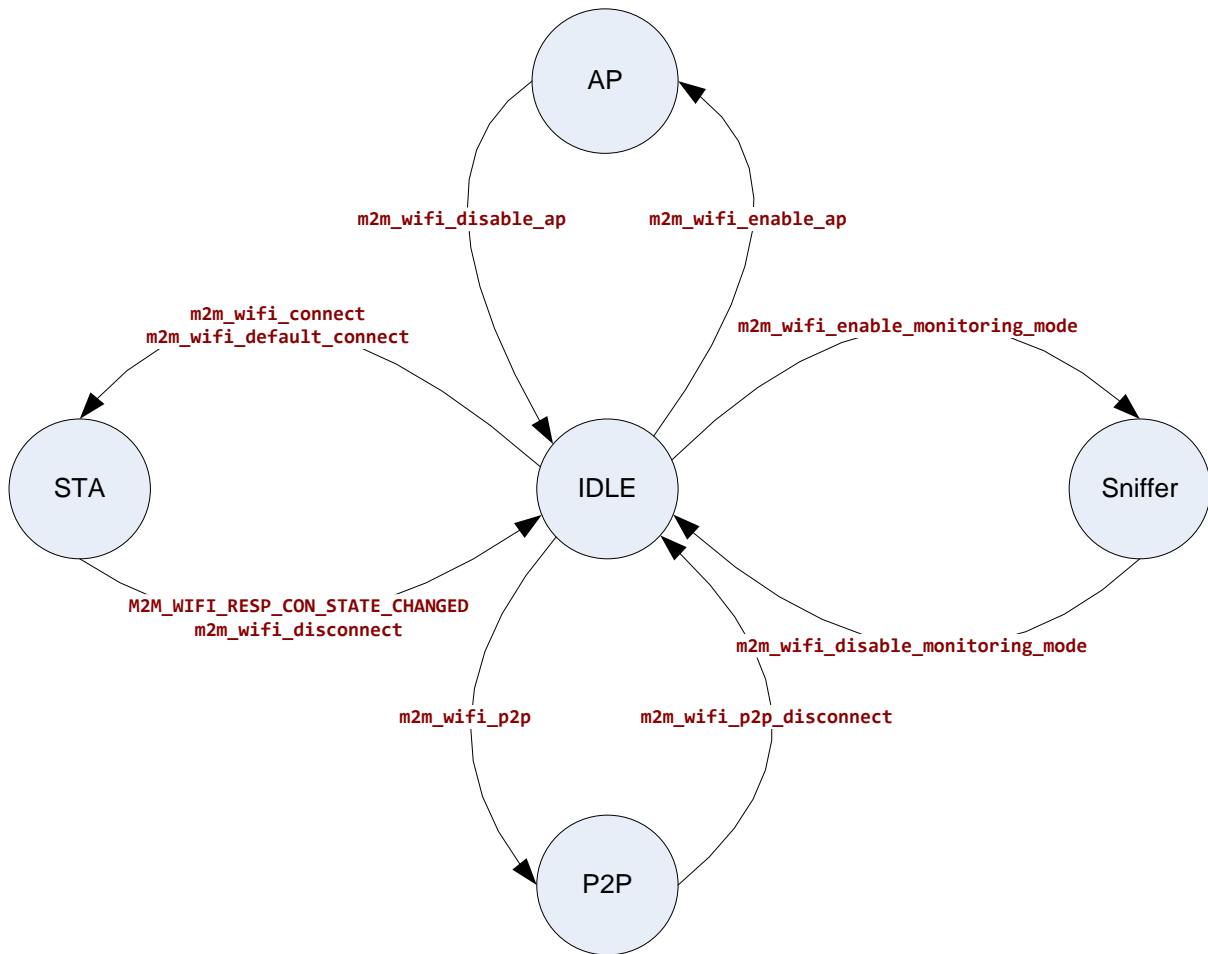 AP
m2m_wifi_disable_ap
m2m_wifi_enable_ap
m2m_wifi_connect
m2m_wifi_default_connect
m2m_wifi_enable_monitoring_mode
STA
IDLE
Sniffer
M2M_WIFI_RESP_CON_STATE_CHANGED
m2m_wifi_disconnect
m2m_wifi_disable_monitoring_mode
m2m_wifi_p2p
m2m_wifi_p2p_disconnect
P2P